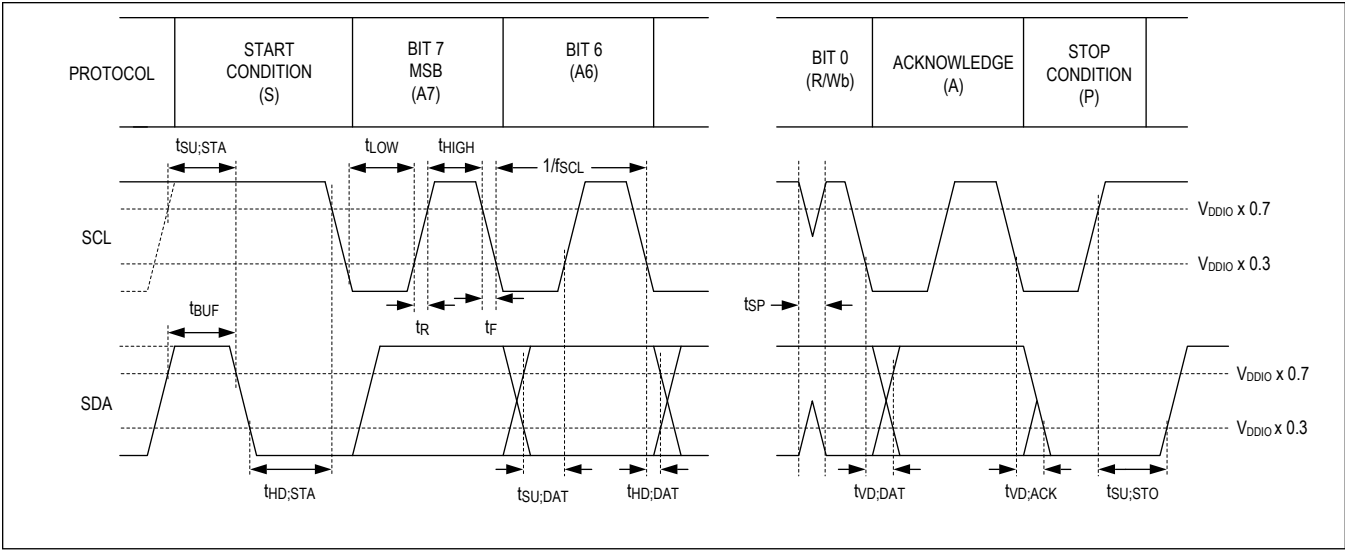 PROTOCOL
START
CONDITION
(S)
BIT 7
MSB
(A7)
BIT 6
(A6)
BIT 0
(R/Wb)
ACKNOWLEDGE
(A)
STOP
CONDITION
(P)
tSU;STA
tLOW
tHIGH
1/fSCL
SCL
VDDIO x 0.7
VDDIO x 0.3
tBUF
tR
tF
tSP
SDA
VDDIO x 0.7
VDDIO x 0.3
tHD;STA
tSU;DAT
tHD;DAT
tVD;DAT
tVD;ACK
tSU;STO